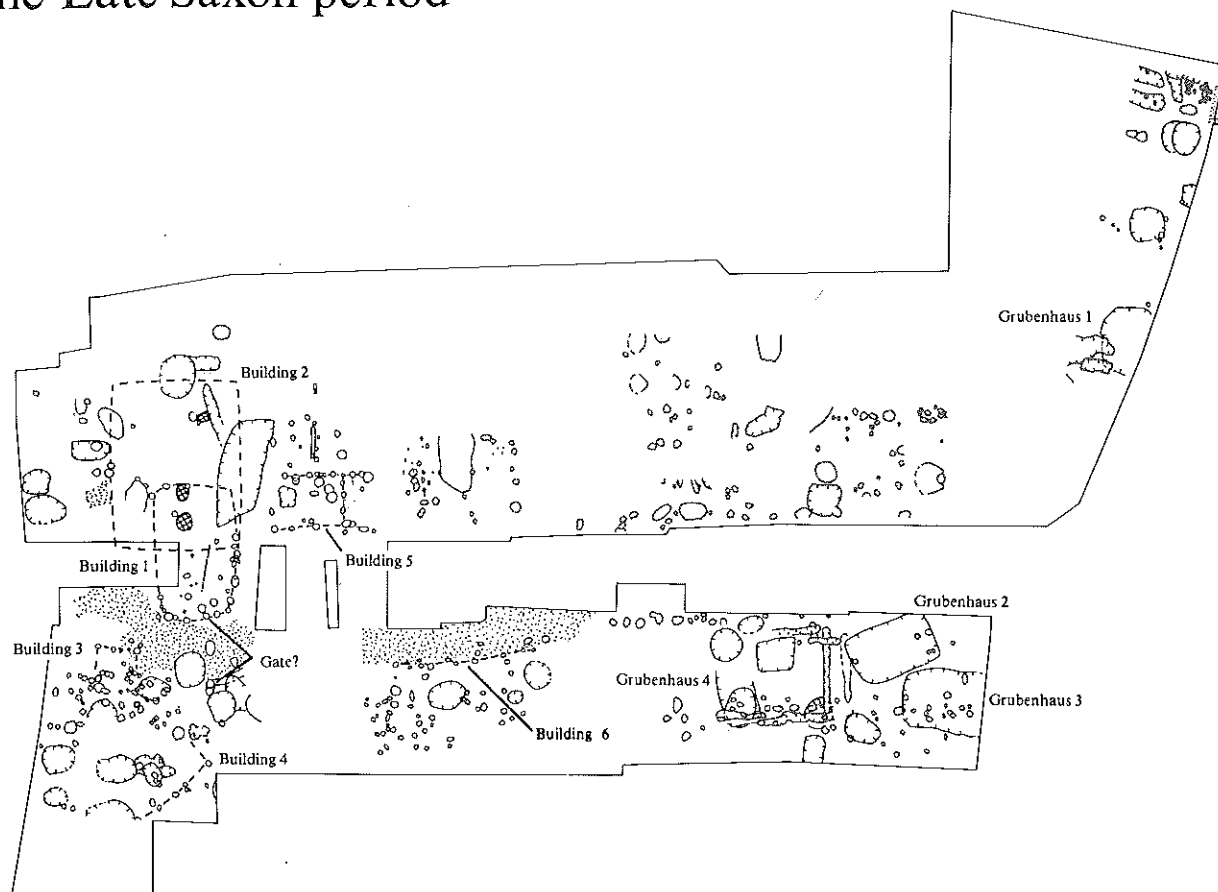 Late Saxon period
Grubenhaus 1
Building 2
Building 5
Building 1
Grubenhaus 2
Building 3
Gate?
Grubenhaus 4
Grubenhaus 3
Building 6
Building 4